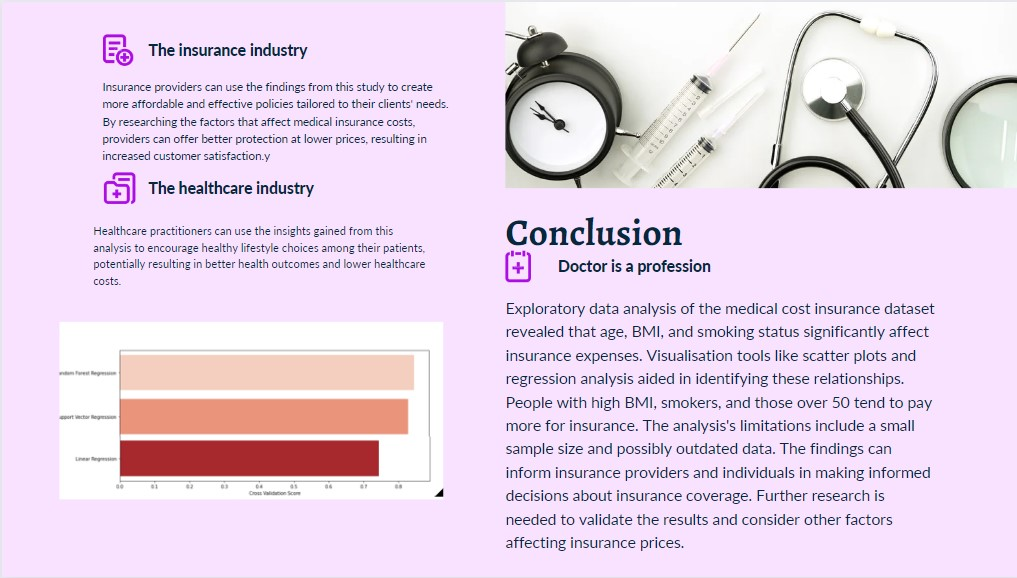 The insurance industry
Insurance providers can use the findings from this study to create
more affordable and effective policies tailored to their clients' needs.
By researching the factors that affect medical insurance costs,
providers can offer better protection at lower prices, resulting in
increased customer satisfaction.y
The healthcare industry
Healthcare practitioners can use the insights gained from this
analysis to encourage healthy lifestyle choices among their patients,
potentially resulting in better health outcomes and lower healthcare
costs.
ndom Forest Regression
upport Vector Regression
Linear Regression
0.0 0.1 0.2 0.3 0.4 0.5 0.6 0.7 0.8
Cross Validation Score
Conclusion
Doctor is a profession
Exploratory data analysis of the medical cost insurance dataset
revealed that age, BMI, and smoking status significantly affect
insurance expenses. Visualisation tools like scatter plots and
regression analysis aided in identifying these relationships.
People with high BMI, smokers, and those over 50 tend to pay
more for insurance. The analysis's limitations include a small
sample size and possibly outdated data. The findings can
inform insurance providers and individuals in making informed
decisions about insurance coverage. Further research is
needed to validate the results and consider other factors
affecting insurance prices.